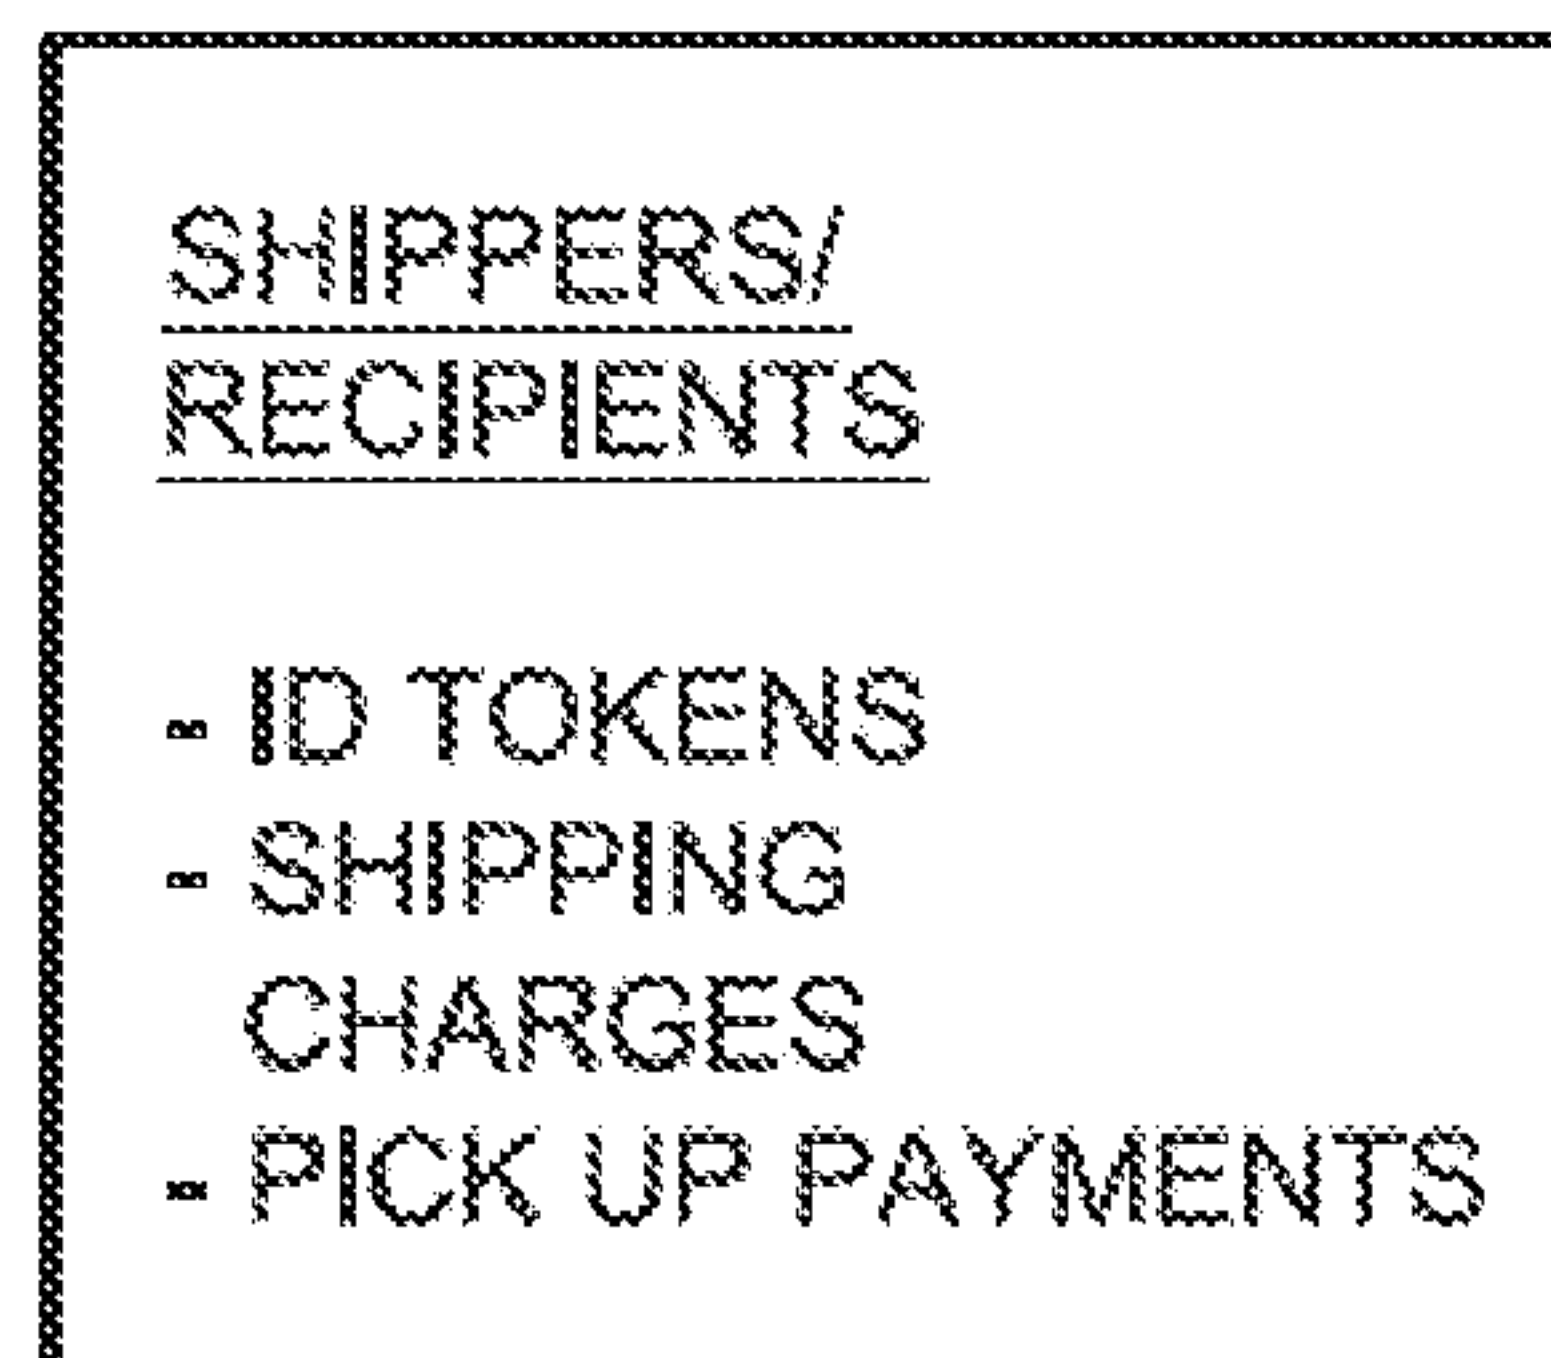 SHIPPERS/
RECIPIENTS
- ID TOKENS
- SHIPPING
CHARGES
- PICK UP PAYMENTS